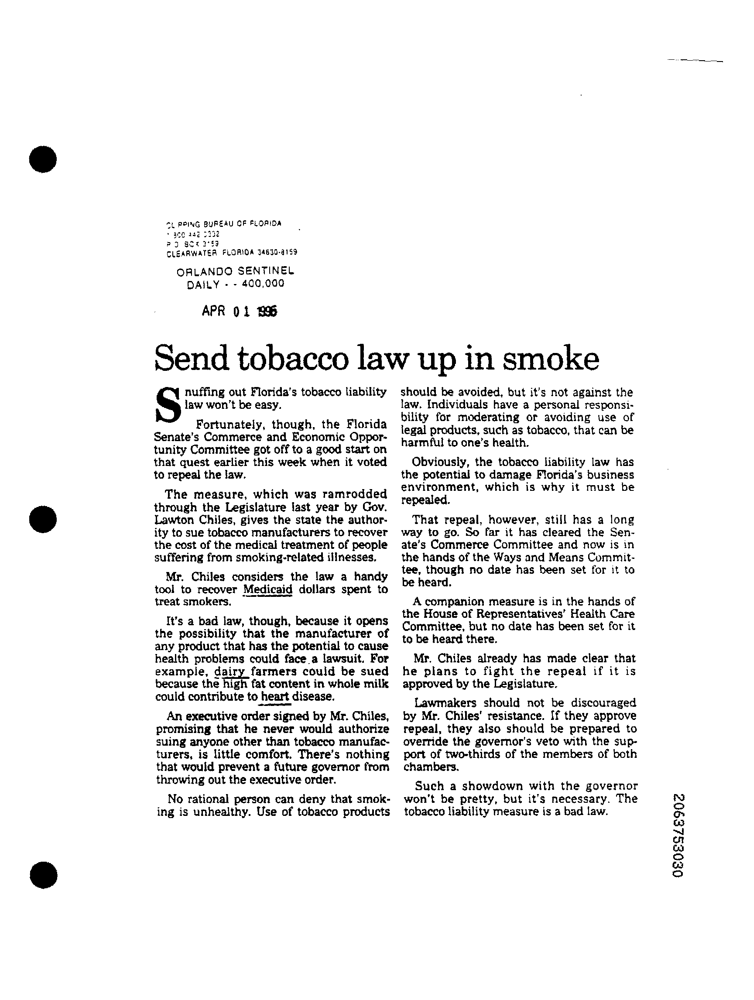 CLIPPING BUREAU OF FLORIDA
CLEARWATER FLORIDA 34630-8159
ORLANDO SENTINEL
DAILY - - 400,000
APR 01 1995
Send tobacco law up in smoke
Snuffing out Florida's tobacco liability
law won't be easy.
Fortunately, though, the Florida
Senate's Commerce and Economic Oppor-
tunity Committee got off to a good start on
that quest earlier this week when it voted
to repeal the law.
The measure, which was ramrodded
through the Legislature last year by Gov.
Lawton Chiles, gives the state the author-
ity to sue tobacco manufacturers to recover
the cost of the medical treatment of people
suffering from smoking-related illnesses.
Mr. Chiles considers the law a handy
tool to recover Medicaid dollars spent to
treat smokers.
It's a bad law, though, because it opens
the possibility that the manufacturer of
any product that has the potential to cause
health problems could face a lawsuit. For
example, dairy farmers could be sued
because the high fat content in whole milk
could contribute to heart disease.
An executive order signed by Mr. Chiles,
promising that he never would authorize
suing anyone other than tobacco manufac-
turers, is little comfort. There's nothing
that would prevent a future governor from
throwing out the executive order.
No rational person can deny that smok-
ing is unhealthy. Use of tobacco products
should be avoided, but it's not against the
law. Individuals have a personal responsi-
bility for moderating or avoiding use of
legal products, such as tobacco, that can be
harmful to one's health.
Obviously, the tobacco liability law has
the potential to damage Florida's business
environment, which is why it must be
repealed.
That repeal, however, still has a long
way to go. So far it has cleared the Sen-
ate's Commerce Committee and now is in
the hands of the Ways and Means Commit-
tee, though no date has been set for it to
be heard.
A companion measure is in the hands of
the House of Representatives' Health Care
Committee, but no date has been set for it
to be heard there.
Mr. Chiles already has made clear that
he plans to fight the repeal if it is
approved by the Legislature.
Lawmakers should not be discouraged
by Mr. Chiles' resistance. If they approve
repeal, they also should be prepared to
override the governor's veto with the sup-
port of two-thirds of the members of both
chambers.
Such a showdown with the governor
won't be pretty, but it's necessary. The
tobacco liability measure is a bad law.
2063753030